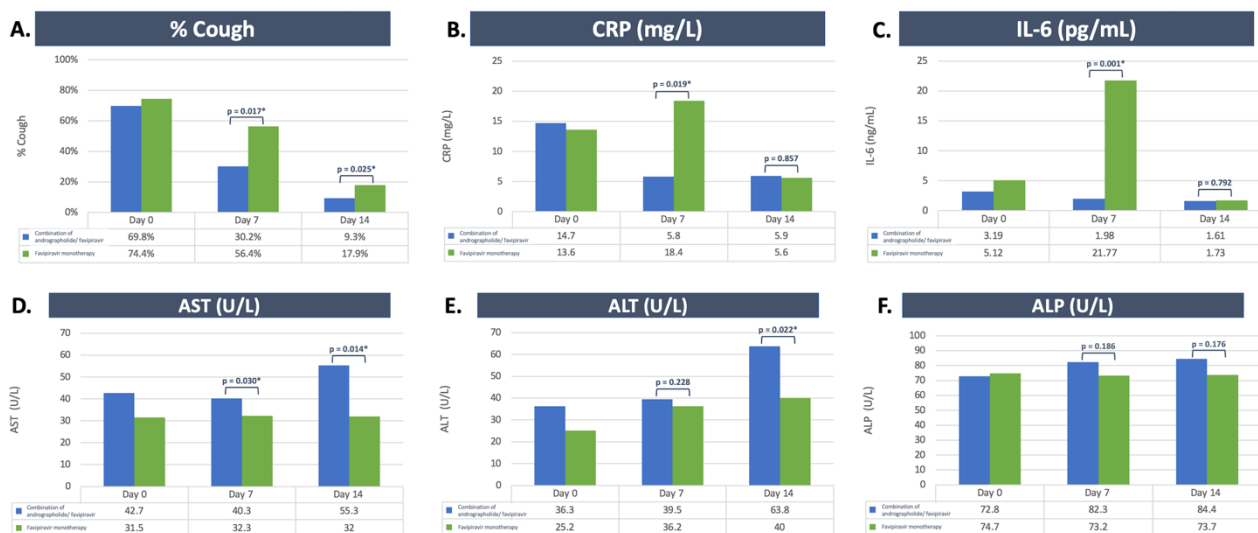 A. % Cough
100%
80%
60%
40%
20%
0%
% Cough
p = 0.017*
p = 0.025*
Day 0 Day 7 Day 14
Combination of
andrographolide/ favipiravir 69.8% 30.2% 9.3%
Favipiravir monotherapy 74.4% 56.4% 17.9%
B. CRP (mg/L)
25
20
15
10
5
0
CRP (mg/L)
p = 0.019*
p = 0.857
Day 0 Day 7 Day 14
Combination of
andrographolide/ favipiravir 14.7 5.8 5.9
Favipiravir monotherapy 13.6 18.4 5.6
C. IL-6 (pg/mL)
25
20
15
10
5
0
IL-6 (ng/mL)
p = 0.001*
p = 0.792
Day 0 Day 7 Day 14
Combination of
andrographolide/ favipiravir 3.19 1.98 1.61
Favipiravir monotherapy 5.12 21.77 1.73
D. AST (U/L)
70
60
50
40
30
20
10
0
AST (U/L)
p = 0.030*
p = 0.014*
Day 0 Day 7 Day 14
Combination of
andrographolide/ favipiravir 42.7 40.3 55.3
Favipiravir monotherapy 31.5 32.3 32
E. ALT (U/L)
70
60
50
40
30
20
10
0
ALT (U/L)
p = 0.228
p = 0.022*
Day 0 Day 7 Day 14
Combination of
andrographolide/ favipiravir 36.3 39.5 63.8
Favipiravir monotherapy 25.2 36.2 40
F. ALP (U/L)
100
90
80
70
60
50
40
30
20
10
0
ALP (U/L)
p = 0.186
p = 0.176
Day 0 Day 7 Day 14
Combination of
andrographolide/ favipiravir 72.8 82.3 84.4
Favipiravir monotherapy 74.7 73.2 73.7